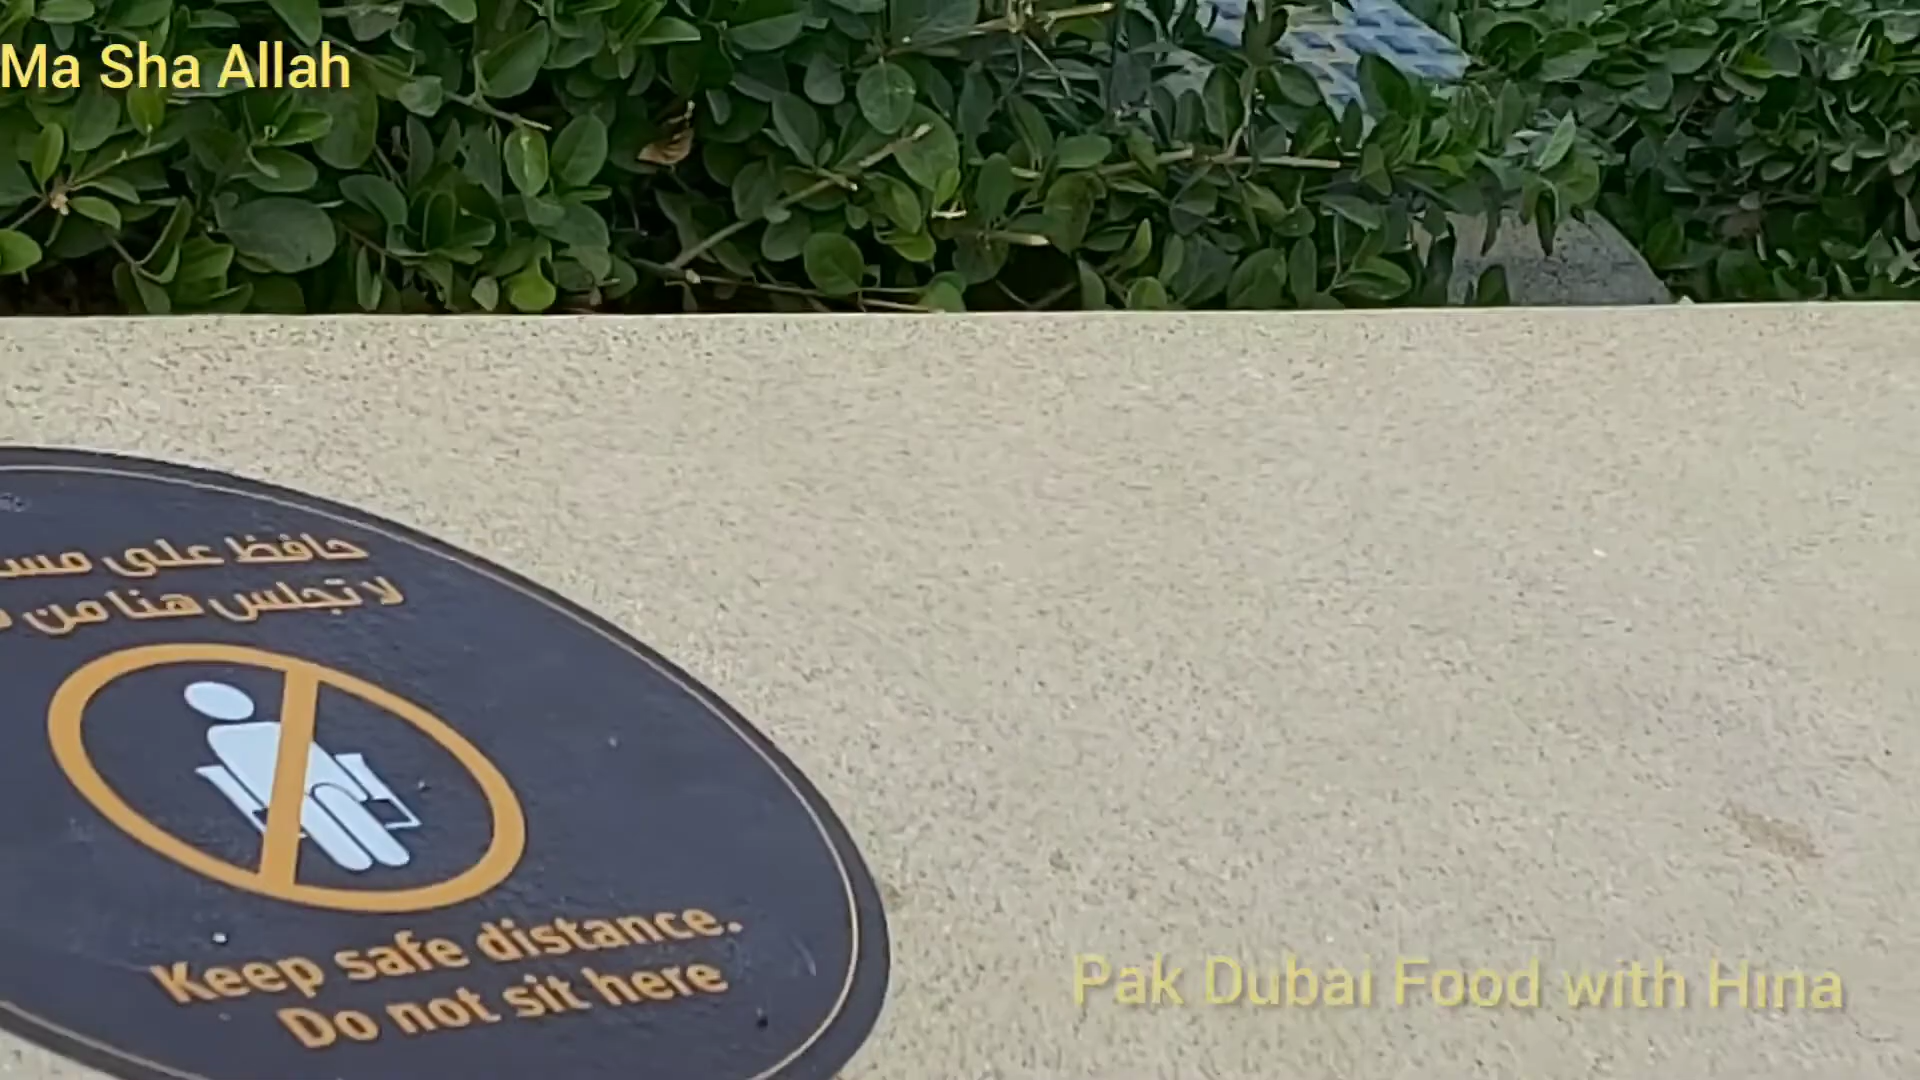 Ma Sha Allah
حافظ على
لا تجلس هنا من
Keep safe distance.
Do not sit here
Pak Dubai Food with Hina